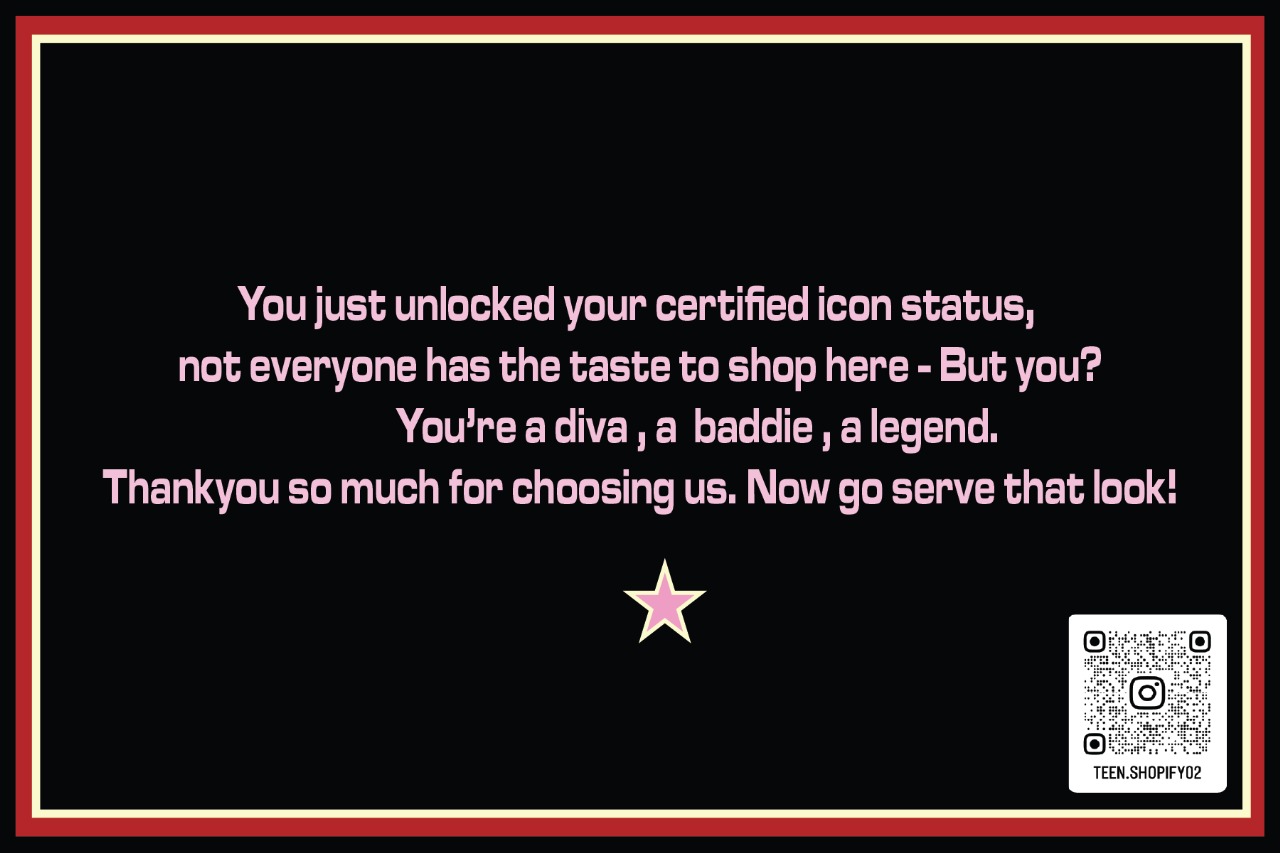 You just unlocked your certified icon status,
not everyone has the taste to shop here - But you?
You’re a diva , a  baddie , a legend.
Thankyou so much for choosing us. Now go serve that look!
TEEN.SHOPIFY02